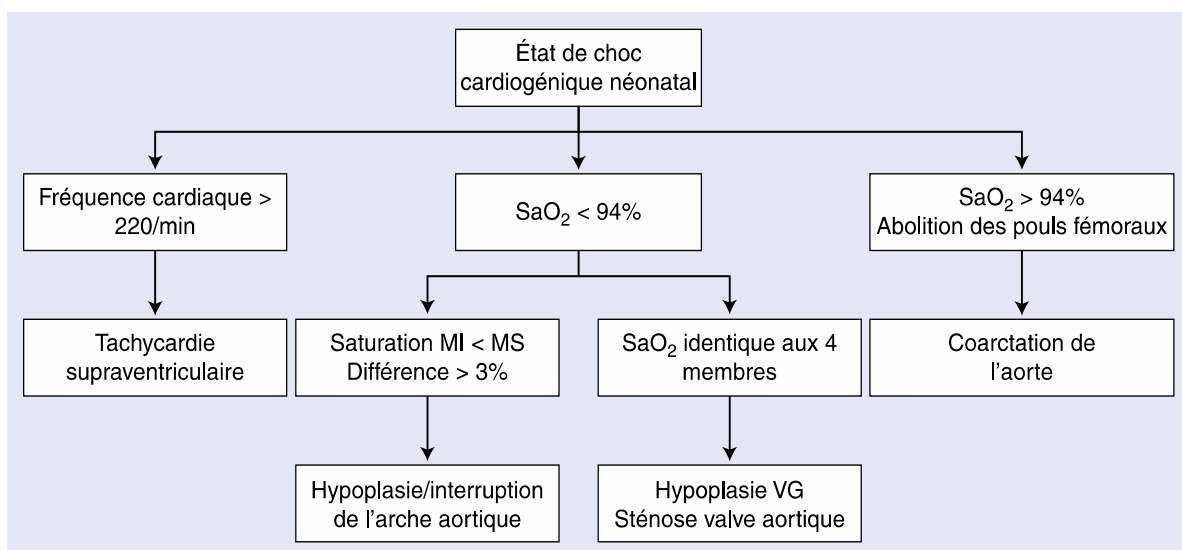 État de choc
cardiogénique néonatal
Fréquence cardiaque >
220/min
SaO₂ < 94%
SaO₂ > 94%
Abolition des pouls fémoraux
Tachycardie
supraventriculaire
Saturation MI < MS
Différence > 3%
SaO₂ identique aux 4
membres
Coarctation de
l'aorte
Hypoplasie/interruption
de l'arche aortique
Hypoplasie VG
Sténose valve aortique